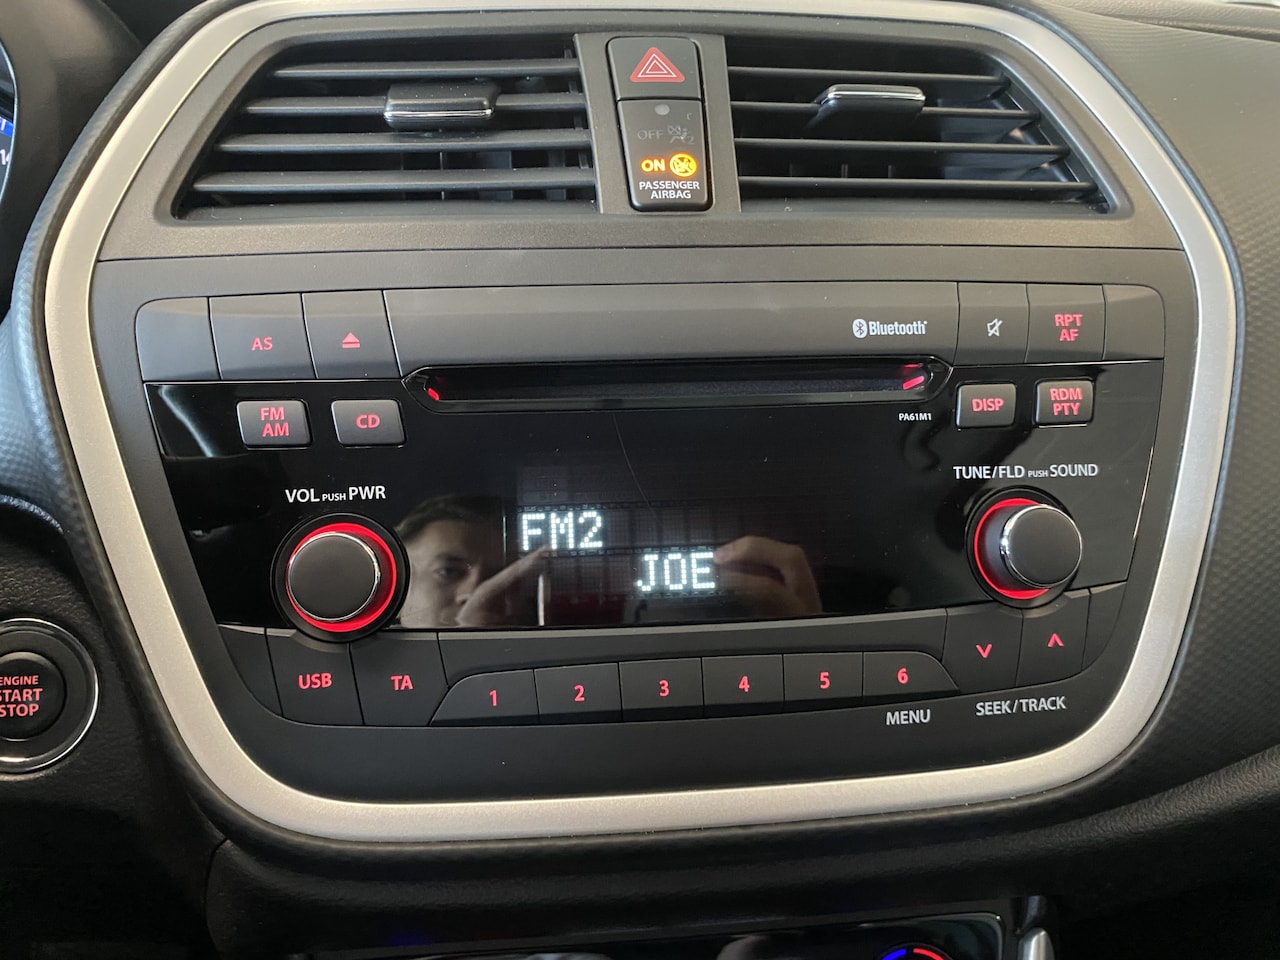 OFF
ON
PASSENGER
AIRBAG
AS
Bluetooth
RPT
AF
FM
AM
CD
PA61M1
DISP
RDM
PTY
VOL PUSH PWR
TUNE/FLD PUSH SOUND
FM2
JOE
ENGINE
START
STOP
USB
TA
1
2
3
4
5
6
MENU
SEEK/TRACK